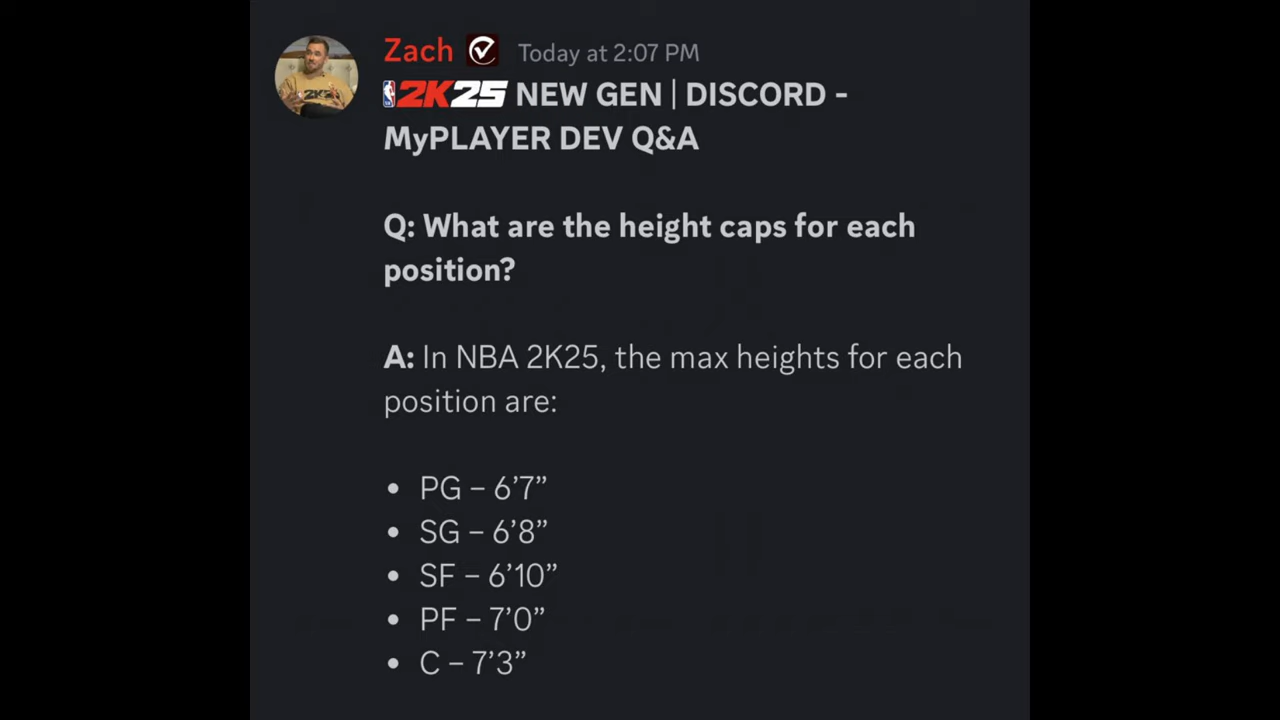 Zach Today at 2:07 PM
2K25 NEW GEN | DISCORD -
MyPLAYER DEV Q&A
Q: What are the height caps for each
position?
A: In NBA 2K25, the max heights for each
position are:
• PG – 6’7”
• SG – 6’8”
• SF – 6’10”
• PF – 7’0”
• C – 7’3”